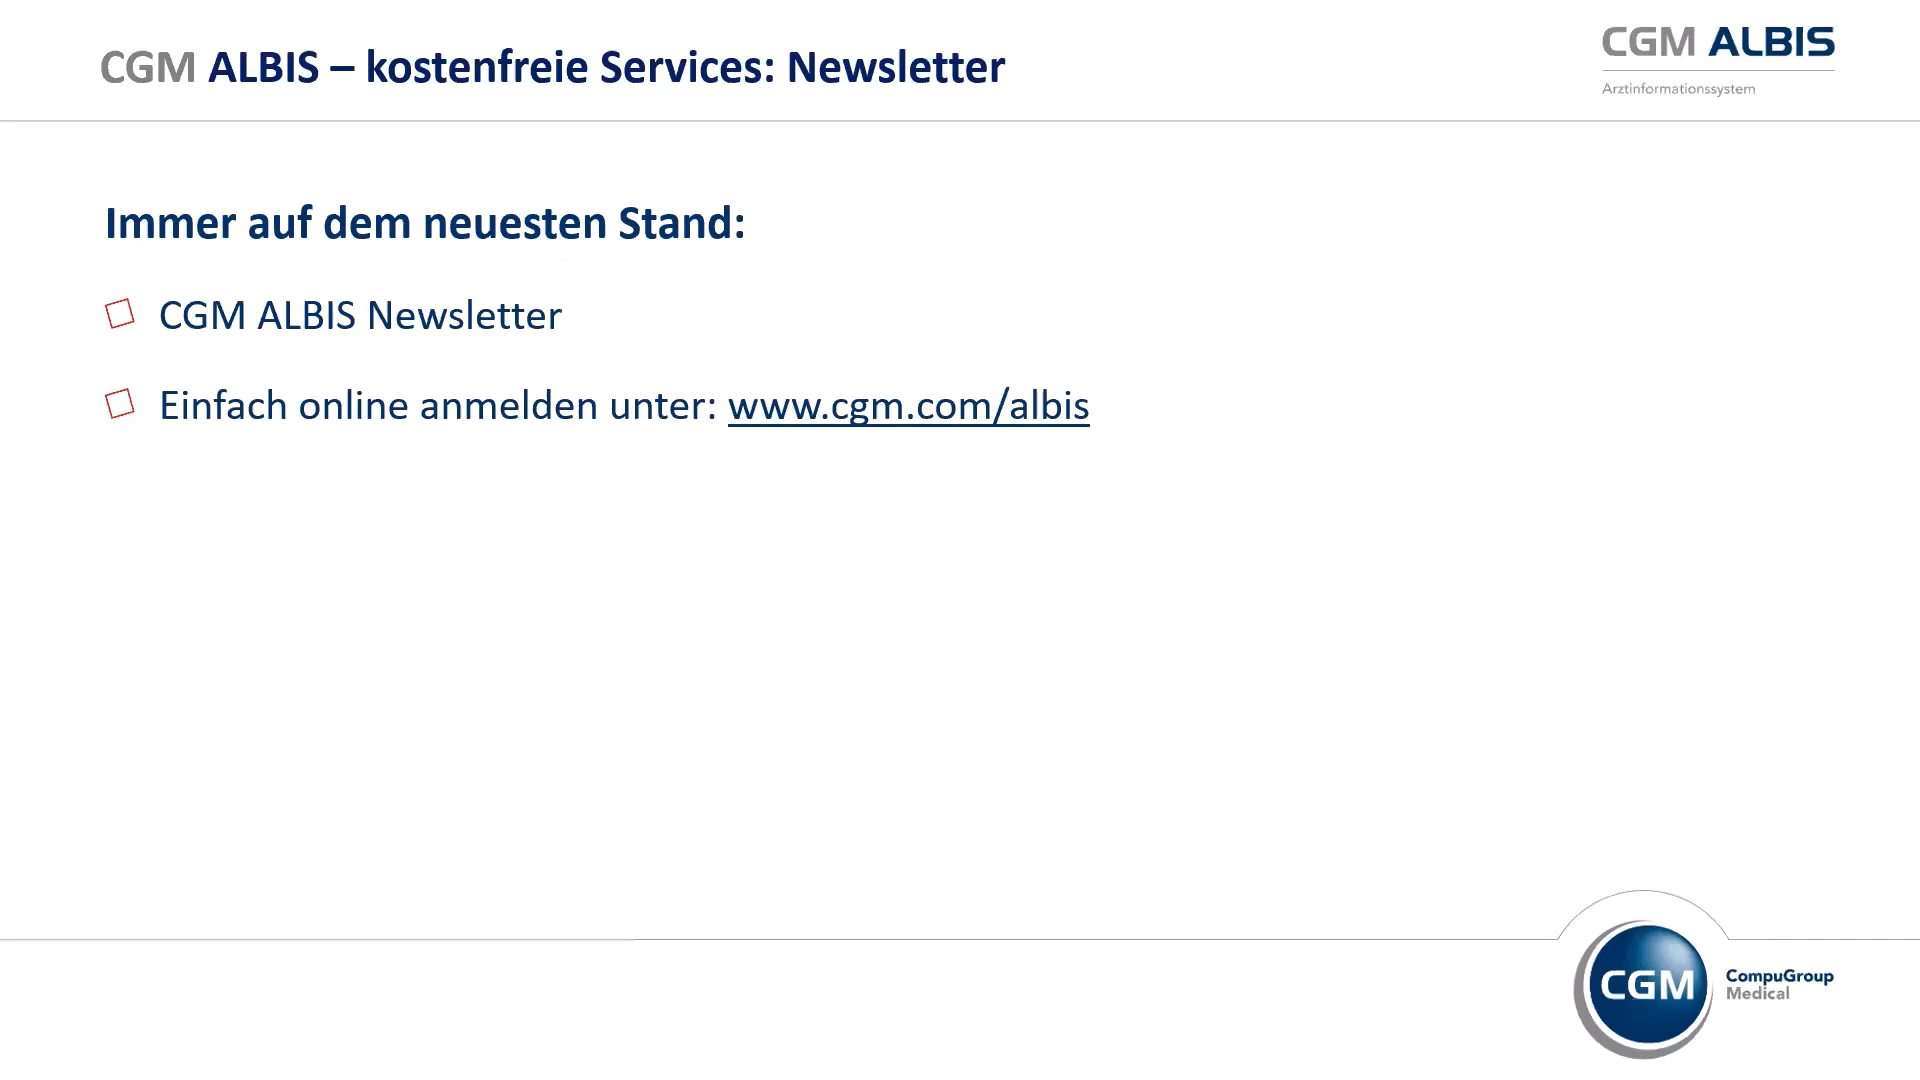 CGM ALBIS – kostenfreie Services: Newsletter
CGM ALBIS
Arztinformationssystem
Immer auf dem neuesten Stand:
CGM ALBIS Newsletter
Einfach online anmelden unter: www.cgm.com/albis
CGM
CompuGroup
Medical